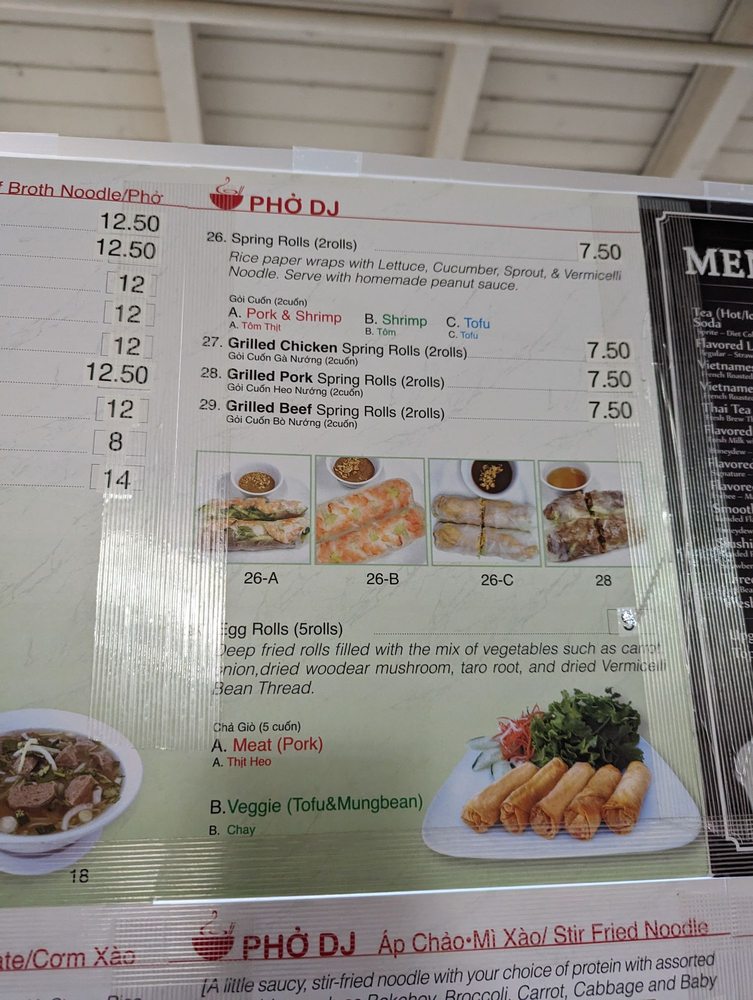 Broth Noodle/Phở
12.50
12.50
12
12
12
12.50
12
8
14
18
PHỞ DJ
26. Spring Rolls (2rolls) 7.50
Rice paper wraps with Lettuce, Cucumber, Sprout, & Vermicelli
Noodle. Serve with homemade peanut sauce.
Gỏi Cuốn (2cuốn)
A. Pork & Shrimp B. Shrimp C. Tofu
A. Tôm Thịt B. Tôm C. Tofu
27. Grilled Chicken Spring Rolls (2rolls) 7.50
Gỏi Cuốn Gà Nướng (2cuốn)
28. Grilled Pork Spring Rolls (2rolls) 7.50
Gỏi Cuốn Heo Nướng (2cuốn)
29. Grilled Beef Spring Rolls (2rolls) 7.50
Gỏi Cuốn Bò Nướng (2cuốn)
26-A 26-B 26-C 28
Egg Rolls (5rolls)
Deep fried rolls filled with the mix of vegetables such as carrot,
onion,dried woodear mushroom, taro root, and dried Vermicelli
Bean Thread.
Chả Giò (5 cuốn)
A. Meat (Pork)
A. Thịt Heo
B. Veggie (Tofu&Mungbean)
B. Chay
Tea
Soda
Flavored
Thai Tea
Flavored
/Cơm Xào
PHỞ DJ Áp Chảo•Mì Xào/ Stir Fried Noodle
[A little saucy, stir-fried noodle with your choice of protein with assorted
Broccoli, Carrot, Cabbage and Baby